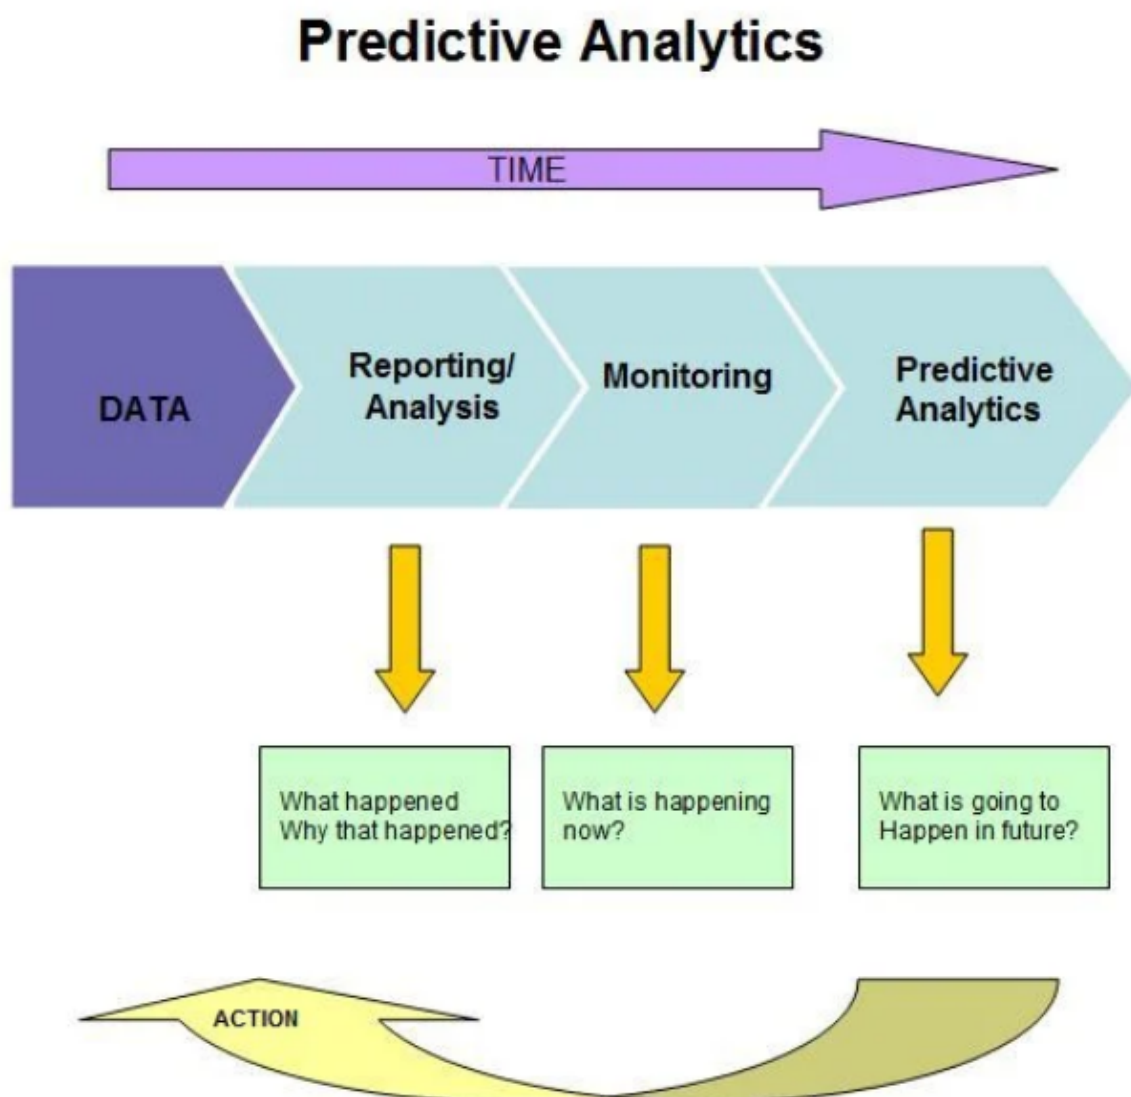 Predictive Analytics
TIME
DATA
Reporting/
Analysis
Monitoring
Predictive
Analytics
What happened
Why that happened?
What is happening
now?
What is going to
Happen in future?
ACTION